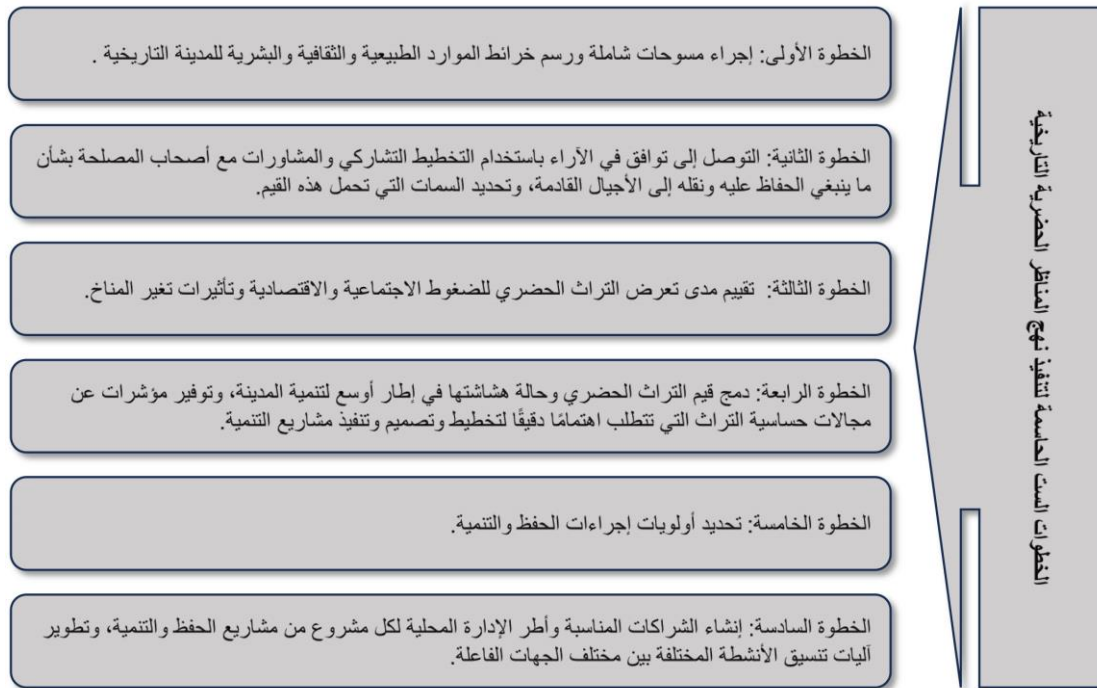 الخطوات الست الحاسمة لتنفيذ نهج المناظر الحضرية التاريخية
الخطوة الأولى: إجراء مسوحات شاملة ورسم خرائط الموارد الطبيعية والثقافية والبشرية للمدينة التاريخية .
الخطوة الثانية: التوصل إلى توافق في الآراء باستخدام التخطيط التشاركي والمشاورات مع أصحاب المصلحة بشأن
ما ينبغي الحفاظ عليه ونقله إلى الأجيال القادمة، وتحديد السمات التي تحمل هذه القيم.
الخطوة الثالثة: تقييم مدى تعرض التراث الحضري للضغوط الاجتماعية والاقتصادية وتأثيرات تغير المناخ.
الخطوة الرابعة: دمج قيم التراث الحضري وحالة هشاشتها في إطار أوسع لتنمية المدينة، وتوفير مؤشرات عن
مجالات حساسية التراث التي تتطلب اهتمامًا دقيقًا لتخطيط وتصميم وتنفيذ مشاريع التنمية.
الخطوة الخامسة: تحديد أولويات إجراءات الحفظ والتنمية.
الخطوة السادسة: إنشاء الشراكات المناسبة وأطر الإدارة المحلية لكل مشروع من مشاريع الحفظ والتنمية، وتطوير
آليات تنسيق الأنشطة المختلفة بين مختلف الجهات الفاعلة.